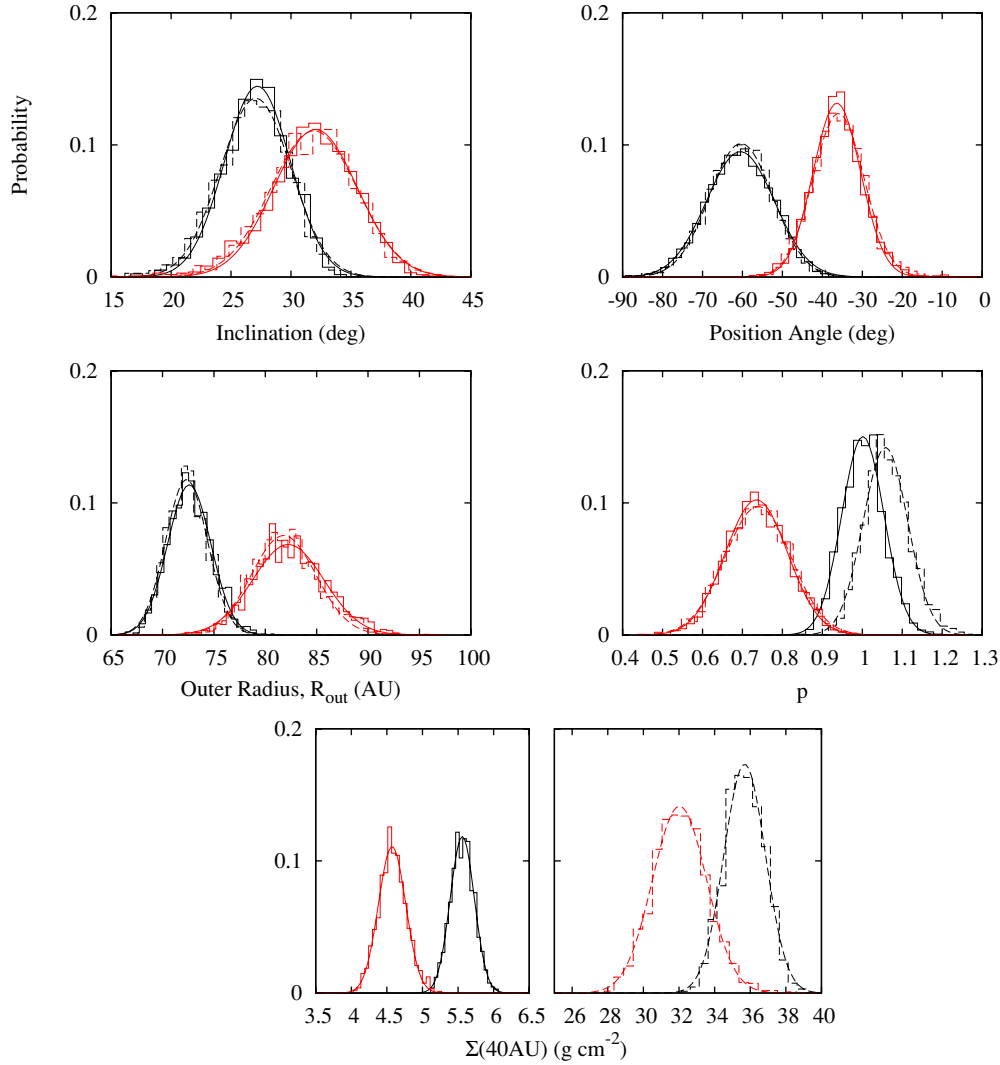 0.2 0.2
Probability
0.1 0.1
0 0
15 20 25 30 35 40 45 -90 -80 -70 -60 -50 -40 -30 -20 -10 0
Inclination (deg) Position Angle (deg)
0.2 0.2
0.1 0.1
0 0
65 70 75 80 85 90 95 100 0.4 0.5 0.6 0.7 0.8 0.9 1 1.1 1.2 1.3
Outer Radius, R_out (AU) p
0.2
0.1
0
3.5 4 4.5 5 5.5 6 6.5 26 28 30 32 34 36 38 40
Σ(40AU) (g cm⁻²)